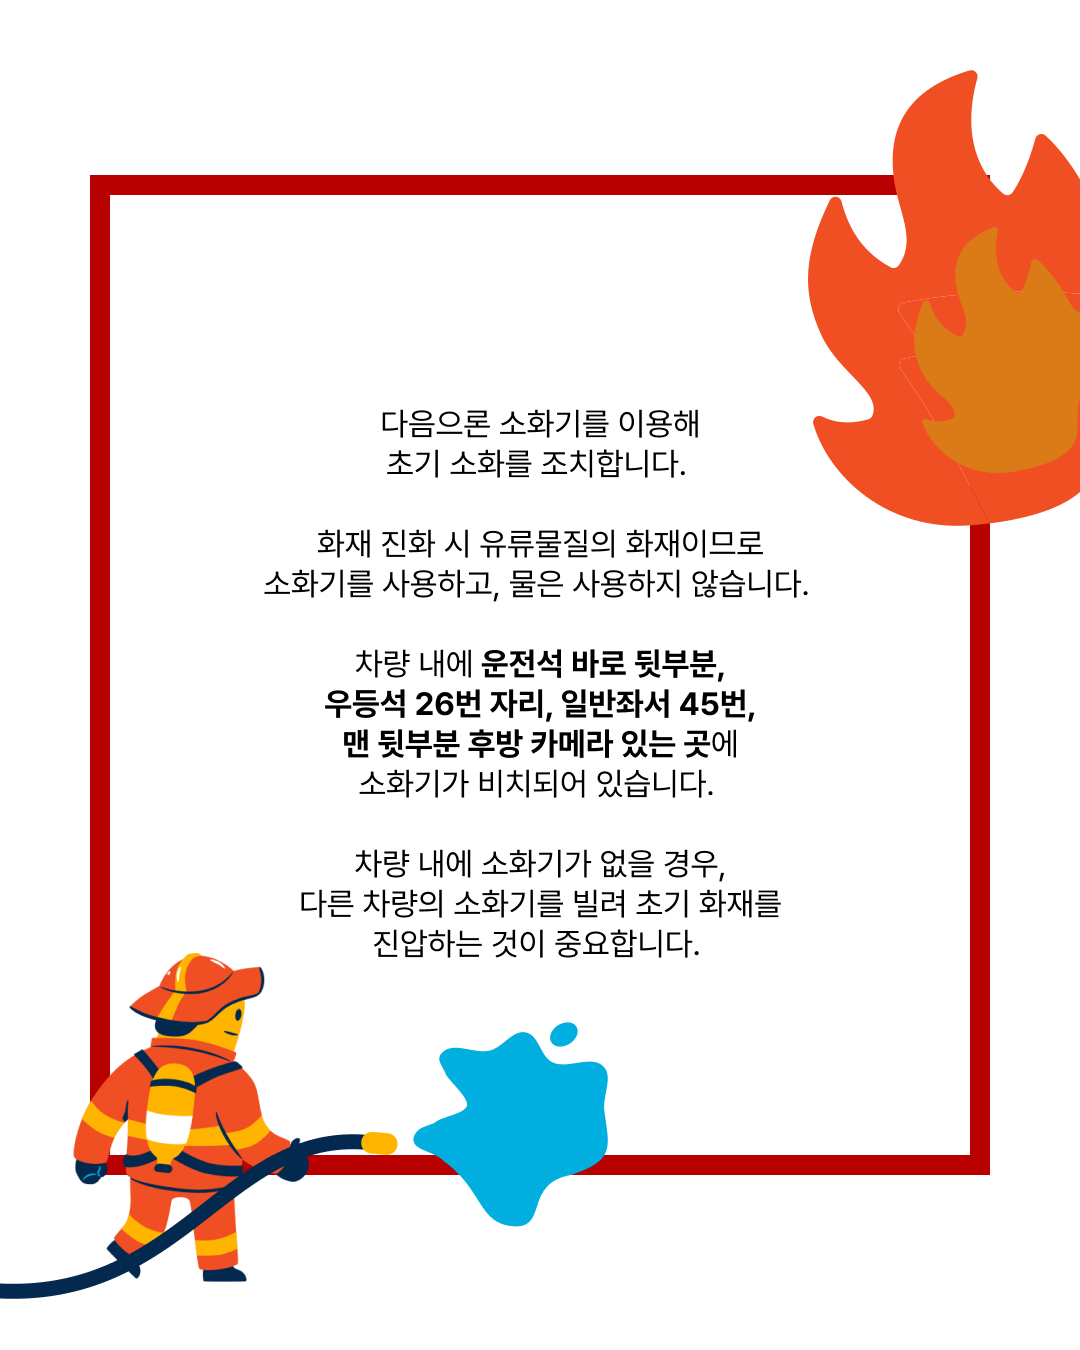 다음으론 소화기를 이용해
초기 소화를 조치합니다.
화재 진화 시 유류물질의 화재이므로
소화기를 사용하고, 물은 사용하지 않습니다.
차량 내에 운전석 바로 뒷부분,
우등석 26번 자리, 일반좌서 45번,
맨 뒷부분 후방 카메라 있는 곳에
소화기가 비치되어 있습니다.
차량 내에 소화기가 없을 경우,
다른 차량의 소화기를 빌려 초기 화재를
진압하는 것이 중요합니다.